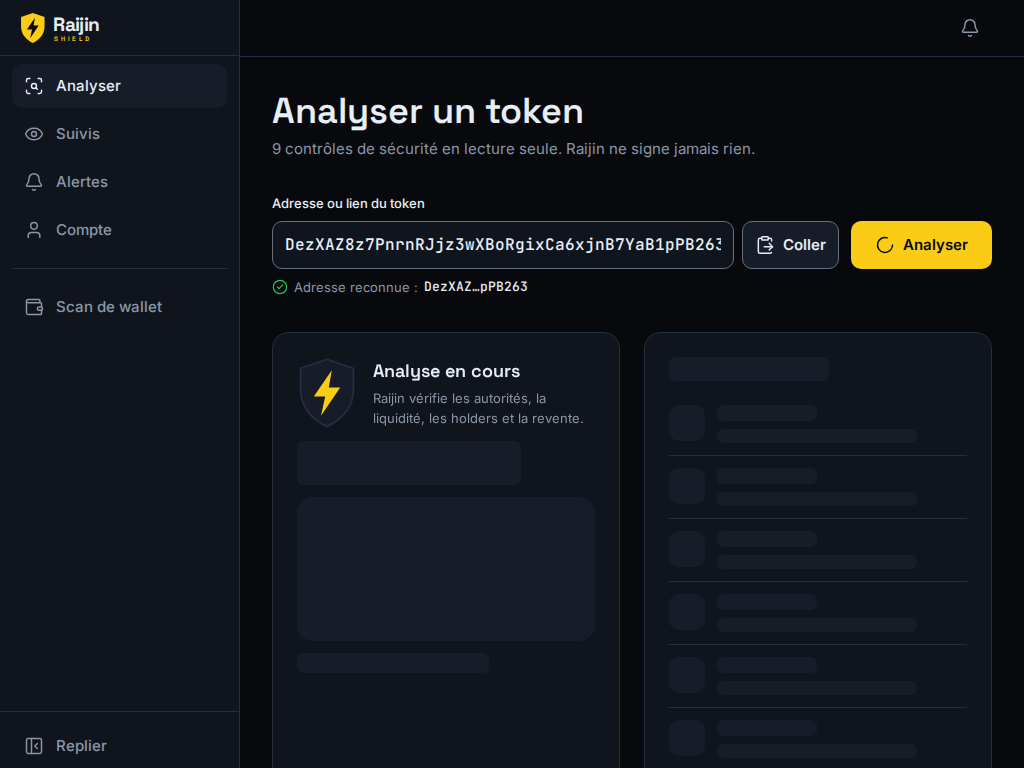 Raijin
SHIELD
Analyser
Suivis
Alertes
Compte
Scan de wallet
Replier
Analyser un token
9 contrôles de sécurité en lecture seule. Raijin ne signe jamais rien.
Adresse ou lien du token
DezXAZ8z7PnrnRJjz3wXBoRgixCa6xjnB7YaB1pPB263
Coller
Analyser
Adresse reconnue : DezXAZ…pPB263
Analyse en cours
Raijin vérifie les autorités, la
liquidité, les holders et la revente.